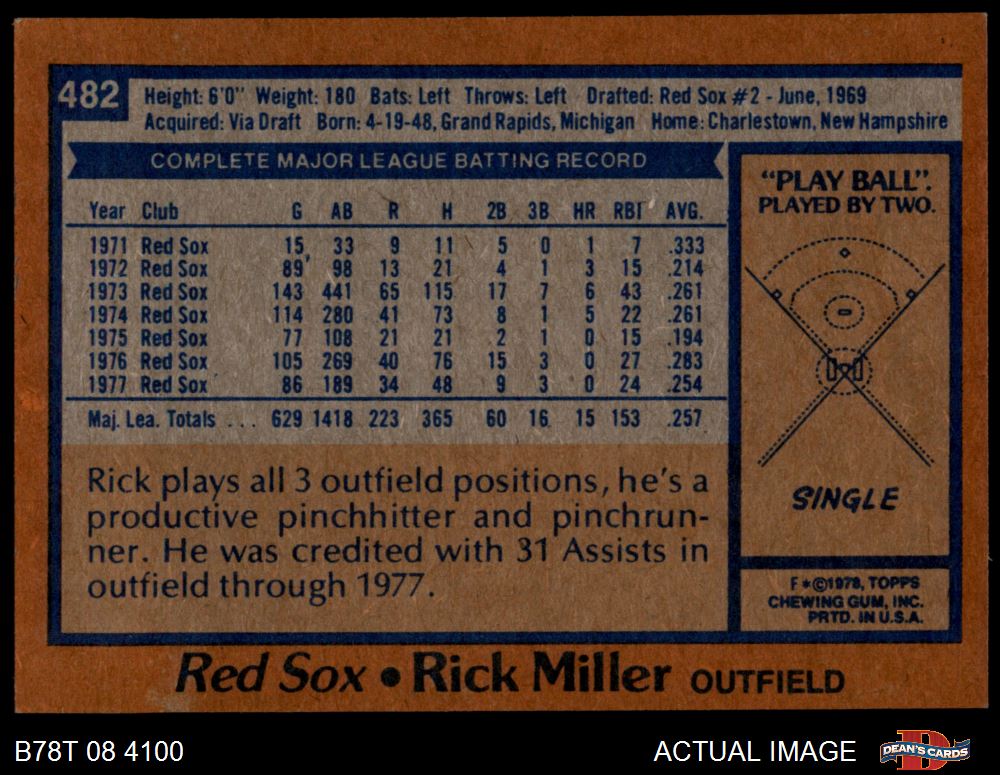 482
Height: 6'0" Weight: 180 Bats: Left Throws: Left Drafted: Red Sox #2 - June, 1969
Acquired: Via Draft Born: 4-19-48, Grand Rapids, Michigan Home: Charlestown, New Hampshire
COMPLETE MAJOR LEAGUE BATTING RECORD
Year Club G AB R H 2B 3B HR RBI AVG.
1971 Red Sox 15 33 9 11 5 0 1 7 .333
1972 Red Sox 89 98 13 21 4 1 3 15 .214
1973 Red Sox 143 441 65 115 17 7 6 43 .261
1974 Red Sox 114 280 41 73 8 1 5 22 .261
1975 Red Sox 77 108 21 21 2 1 0 15 .194
1976 Red Sox 105 269 40 76 15 3 0 27 .283
1977 Red Sox 86 189 34 48 9 3 0 24 .254
Maj. Lea. Totals ... 629 1418 223 365 60 16 15 153 .257
Rick plays all 3 outfield positions, he's a
productive pinchhitter and pinchrun-
ner. He was credited with 31 Assists in
outfield through 1977.
"PLAY BALL".
PLAYED BY TWO.
SINGLE
F*©1978, TOPPS
CHEWING GUM, INC.
PRTD. IN U.S.A.
Red Sox • Rick Miller OUTFIELD
B78T 08 4100
ACTUAL IMAGE
D
DEAN'S CARDS